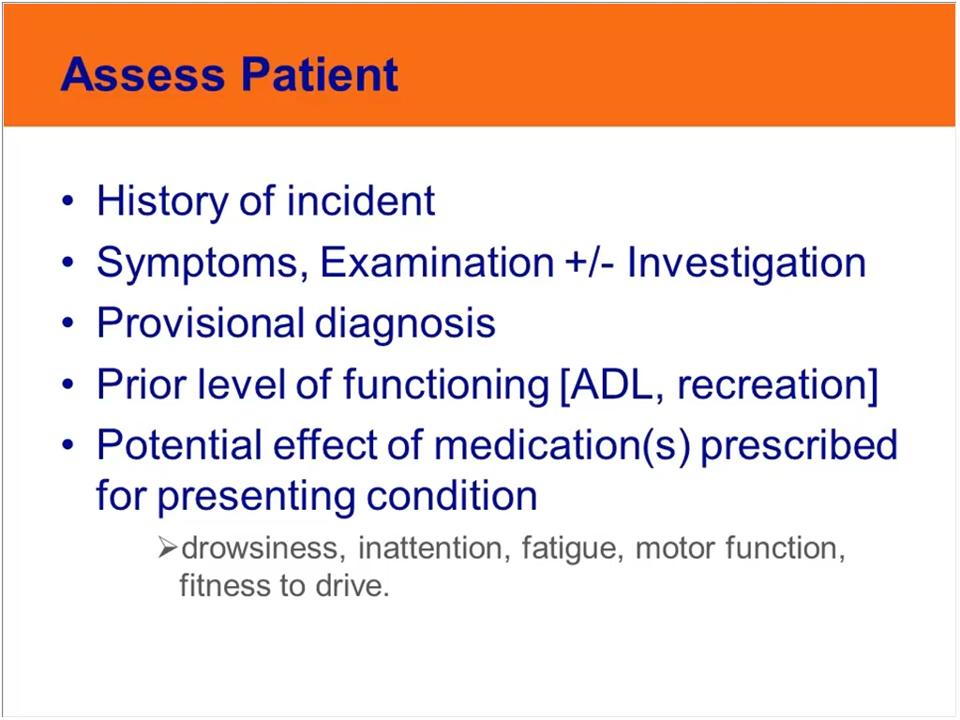 Assess Patient
• History of incident
• Symptoms, Examination +/- Investigation
• Provisional diagnosis
• Prior level of functioning [ADL, recreation]
• Potential effect of medication(s) prescribed
for presenting condition
➢drowsiness, inattention, fatigue, motor function,
fitness to drive.